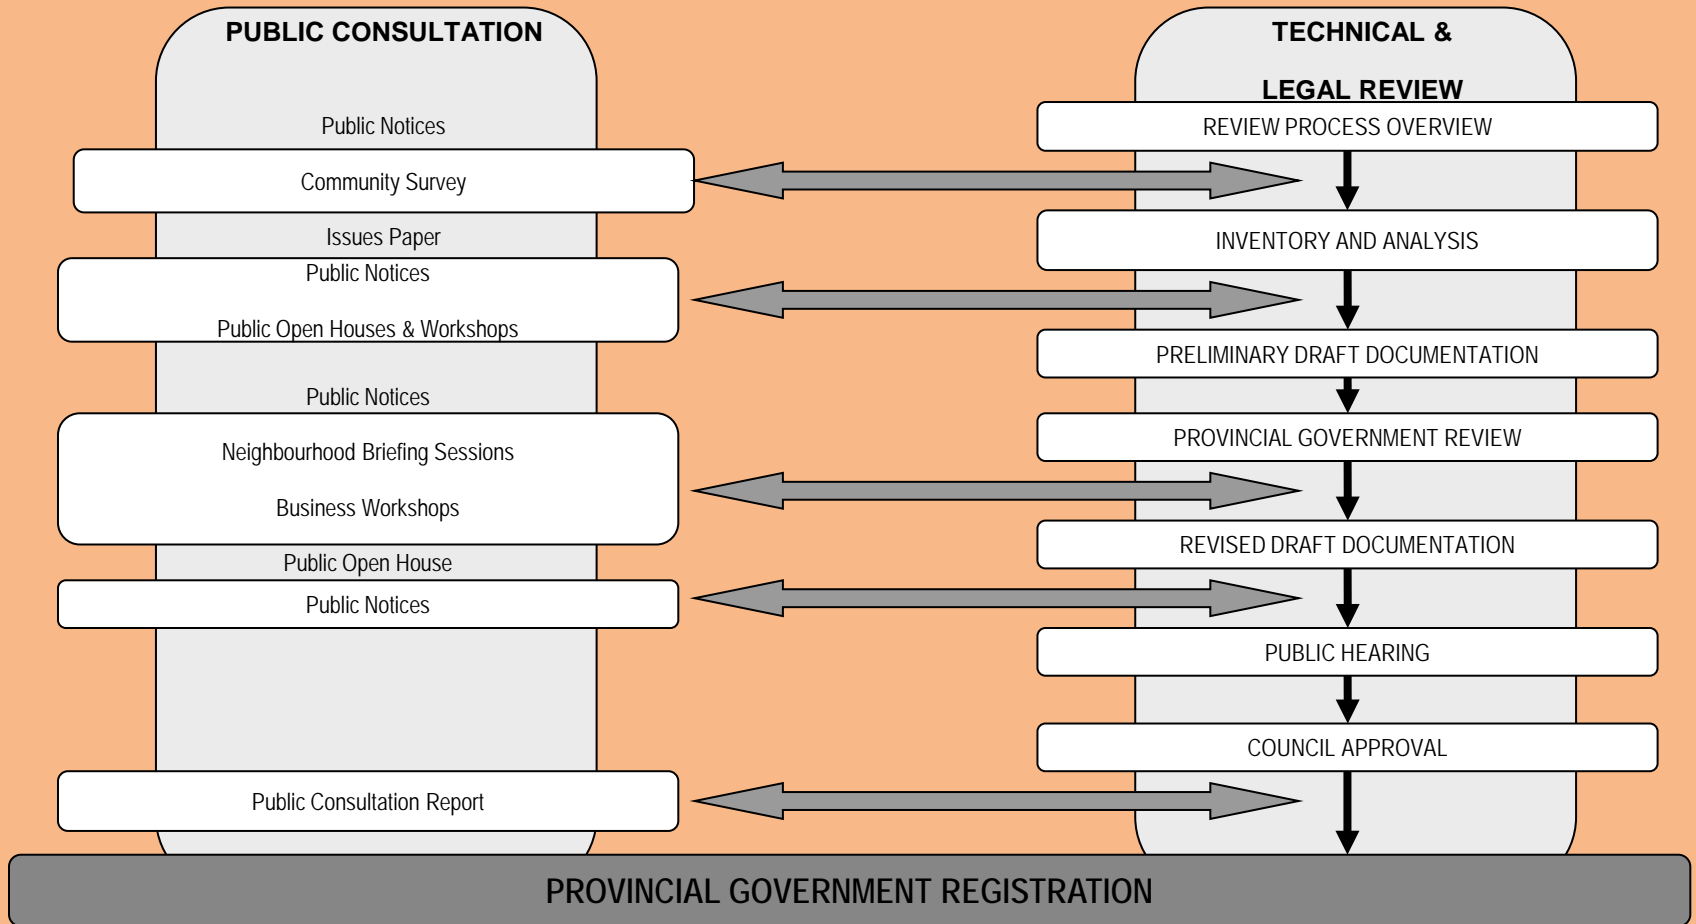 PUBLIC CONSULTATION
Public Notices
Community Survey
Issues Paper
Public Notices
Public Open Houses & Workshops
Public Notices
Neighbourhood Briefing Sessions
Business Workshops
Public Open House
Public Notices
Public Consultation Report
TECHNICAL &
LEGAL REVIEW
REVIEW PROCESS OVERVIEW
INVENTORY AND ANALYSIS
PRELIMINARY DRAFT DOCUMENTATION
PROVINCIAL GOVERNMENT REVIEW
REVISED DRAFT DOCUMENTATION
PUBLIC HEARING
COUNCIL APPROVAL
PROVINCIAL GOVERNMENT REGISTRATION